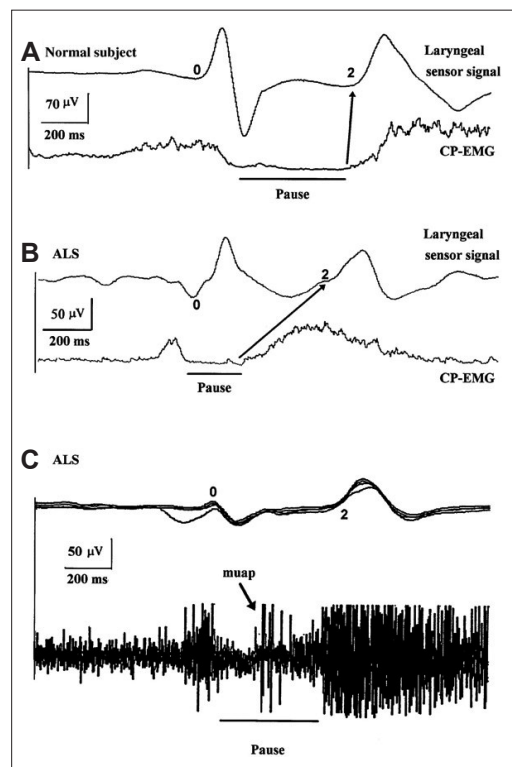 A
Normal subject
Laryngeal
sensor signal
0
2
70 µV
200 ms
CP-EMG
Pause
B
ALS
Laryngeal
sensor signal
0
2
50 µV
200 ms
CP-EMG
Pause
C
ALS
0
2
50 µV
200 ms
muap
Pause